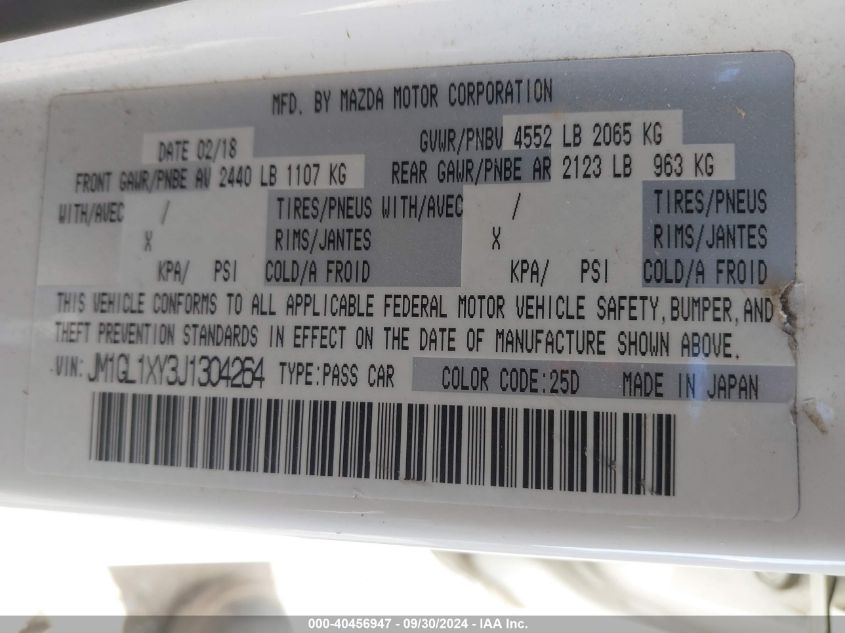 MFD. BY MAZDA MOTOR CORPORATION
DATE 02/18 GVWR/PNBV 4552 LB 2065 KG
FRONT GAWR/PNBE AV 2440 LB 1107 KG REAR GAWR/PNBE AR 2123 LB 963 KG
WITH/AVEC / TIRES/PNEUS WITH/AVEC / TIRES/PNEUS
X RIMS/JANTES X RIMS/JANTES
KPA/ PSI COLD/A FROID KPA/ PSI COLD/A FROID
THIS VEHICLE CONFORMS TO ALL APPLICABLE FEDERAL MOTOR VEHICLE SAFETY, BUMPER, AND
THEFT PREVENTION STANDARDS IN EFFECT ON THE DATE OF MANUFACTURE SHOWN ABOVE.
VIN: JM1GL1XY3J1304264 TYPE:PASS CAR COLOR CODE:25D MADE IN JAPAN
000-40456947 - 09/30/2024 - IAA Inc.